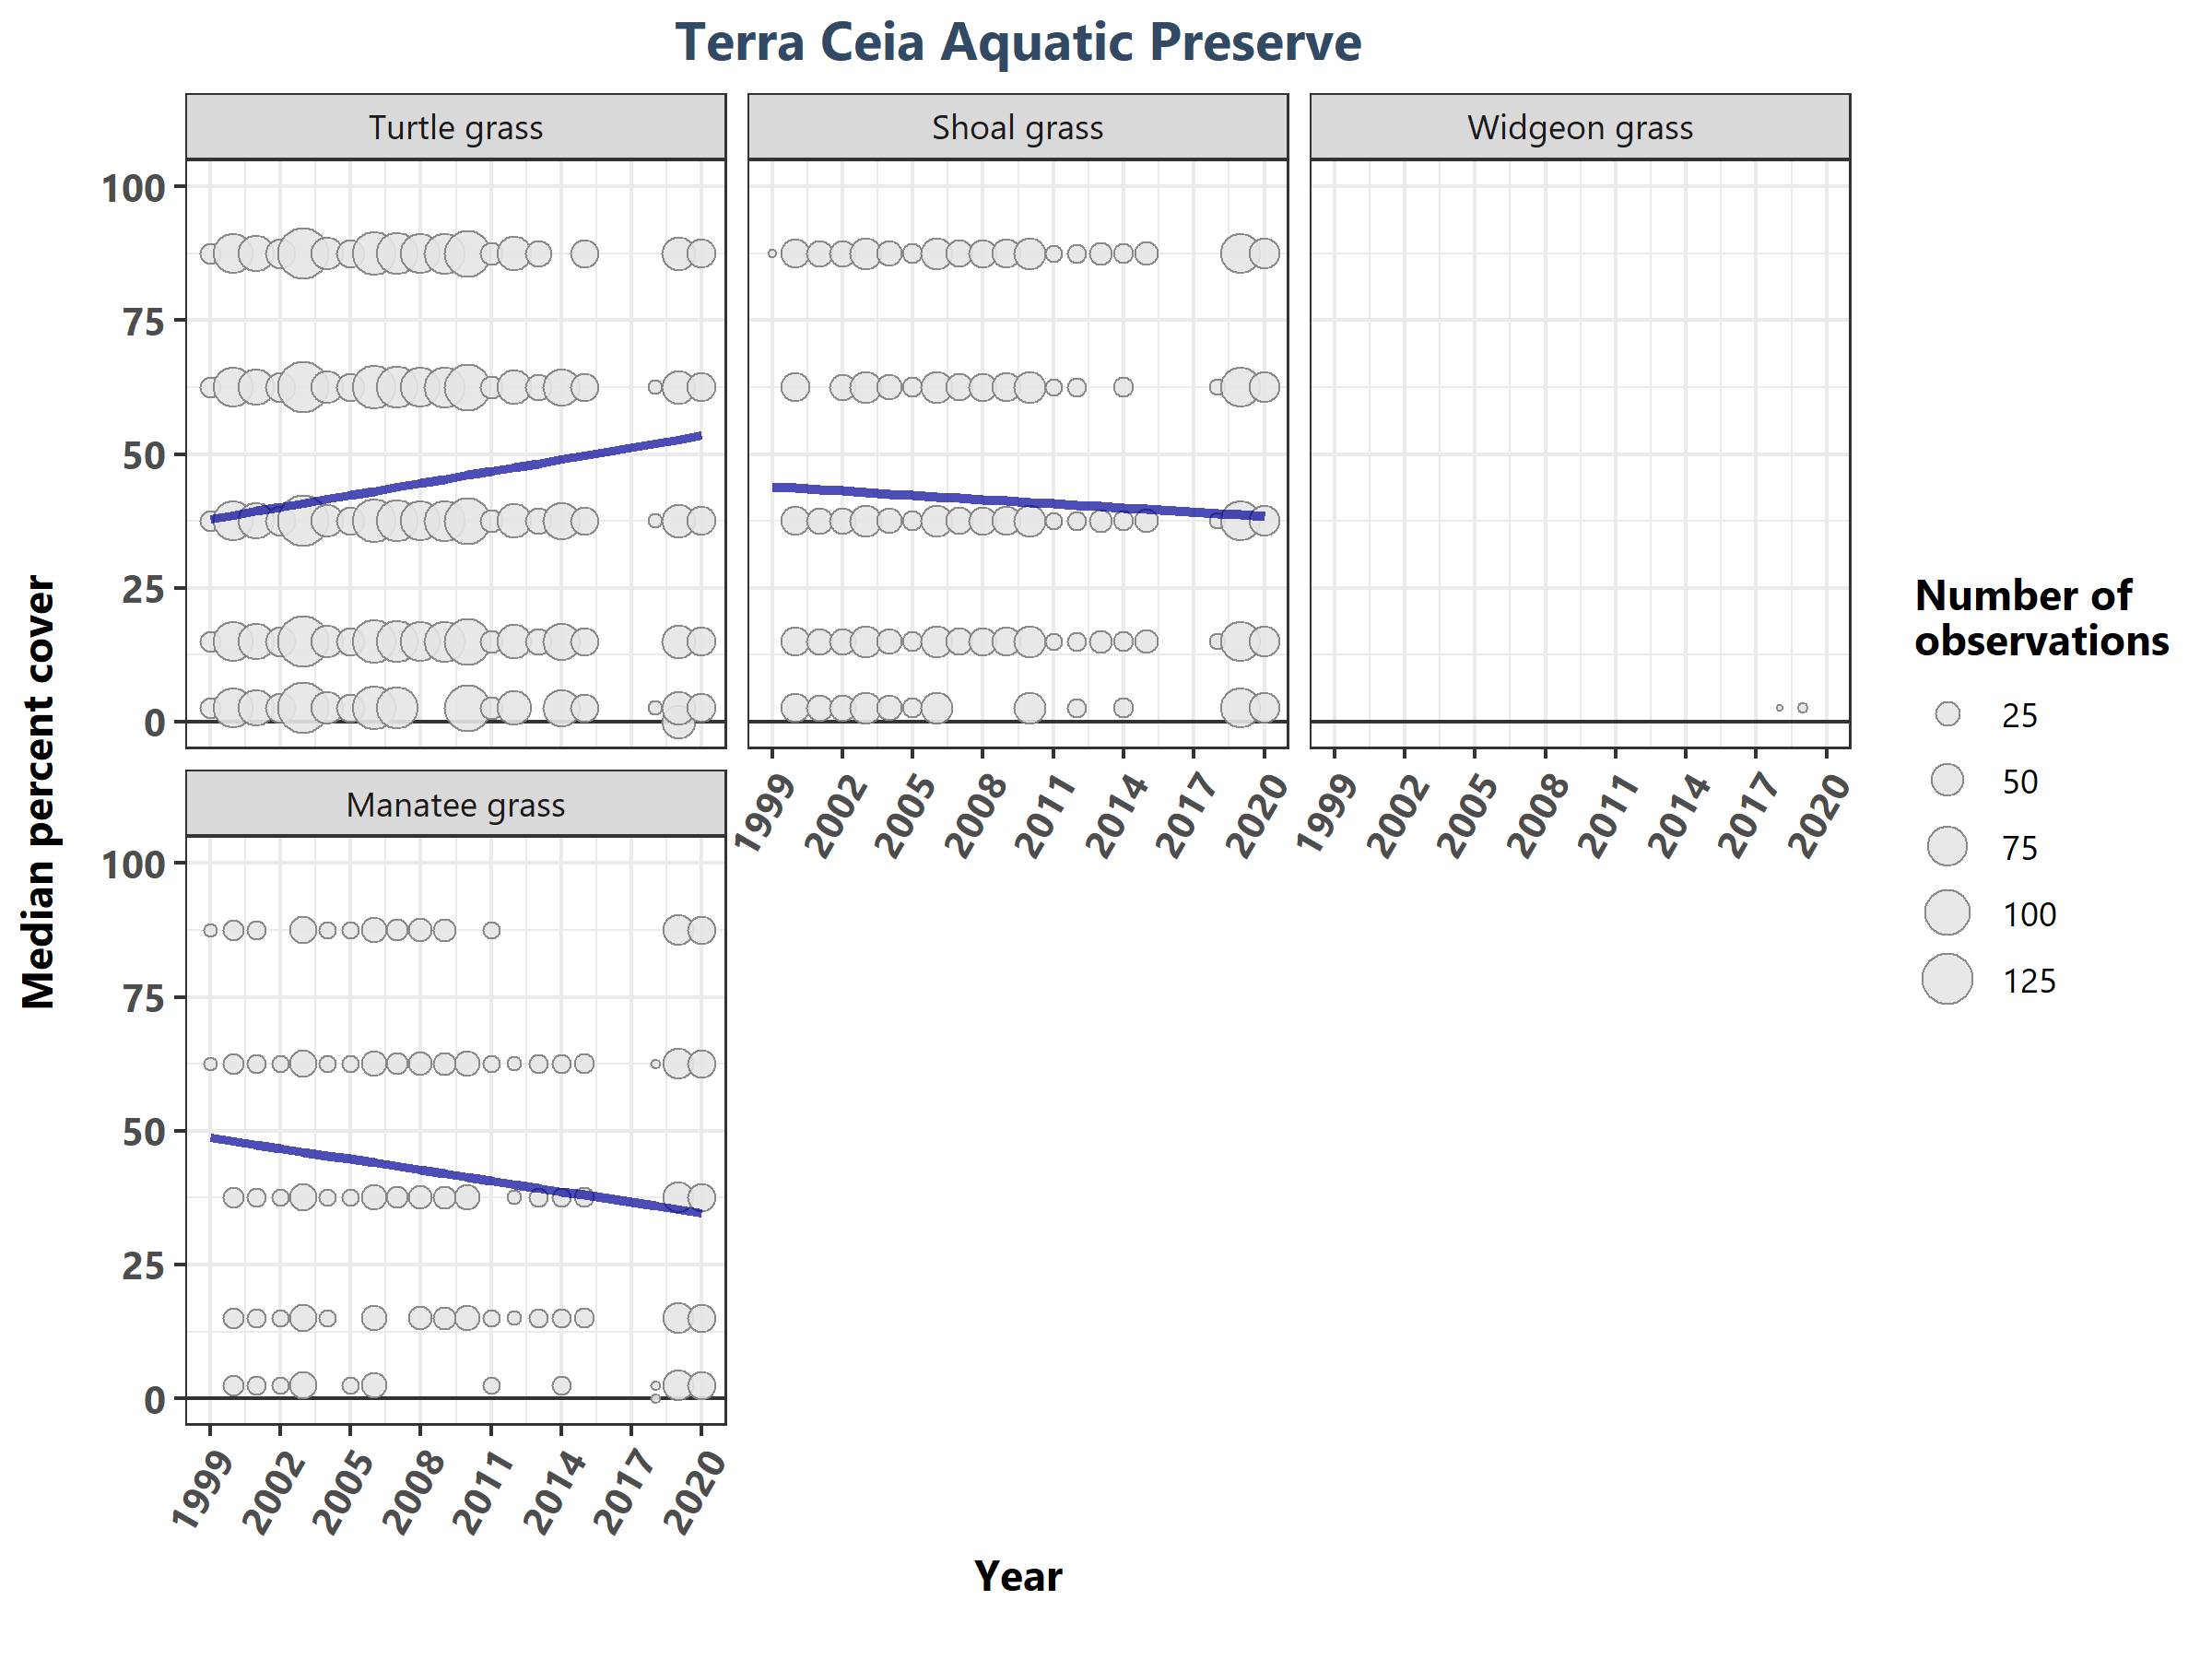 Terra Ceia Aquatic Preserve
Turtle grass
Shoal grass
Widgeon grass
100
75
50
25
0
1999 2002 2005 2008 2011 2014 2017 2020
1999 2002 2005 2008 2011 2014 2017 2020
Manatee grass
100
75
50
25
0
1999 2002 2005 2008 2011 2014 2017 2020
Median percent cover
Year
Number of
observations
25
50
75
100
125